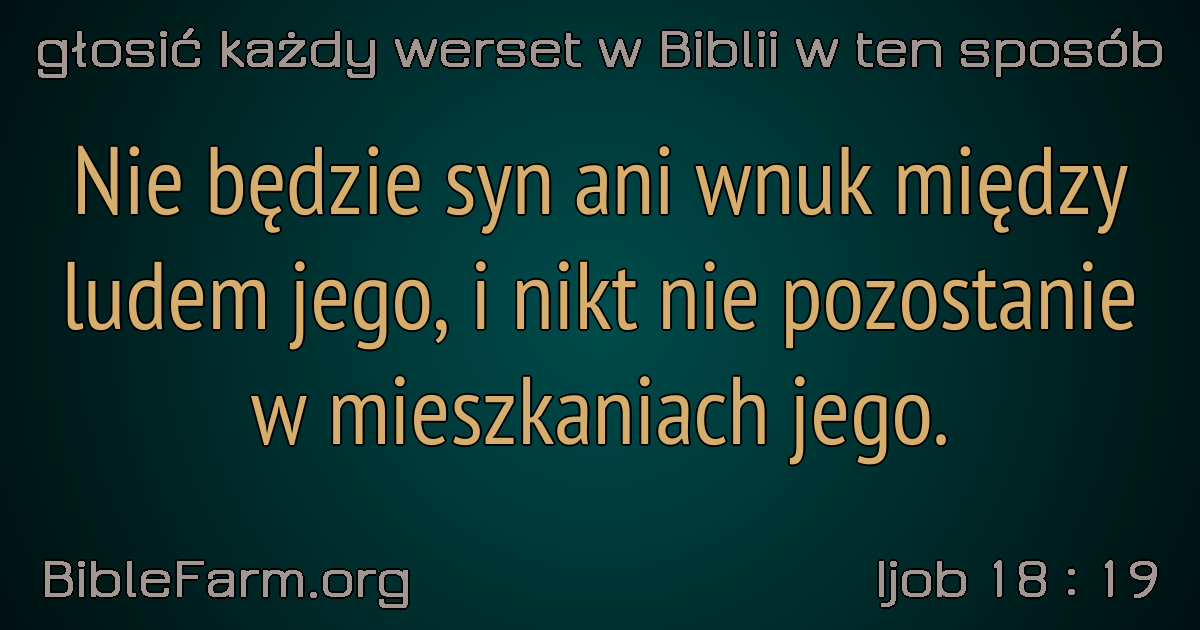 głosić każdy werset w Biblii w ten sposób
Nie będzie syn ani wnuk między
ludem jego, i nikt nie pozostanie
w mieszkaniach jego.
BibleFarm.org
Ijob 18 : 19